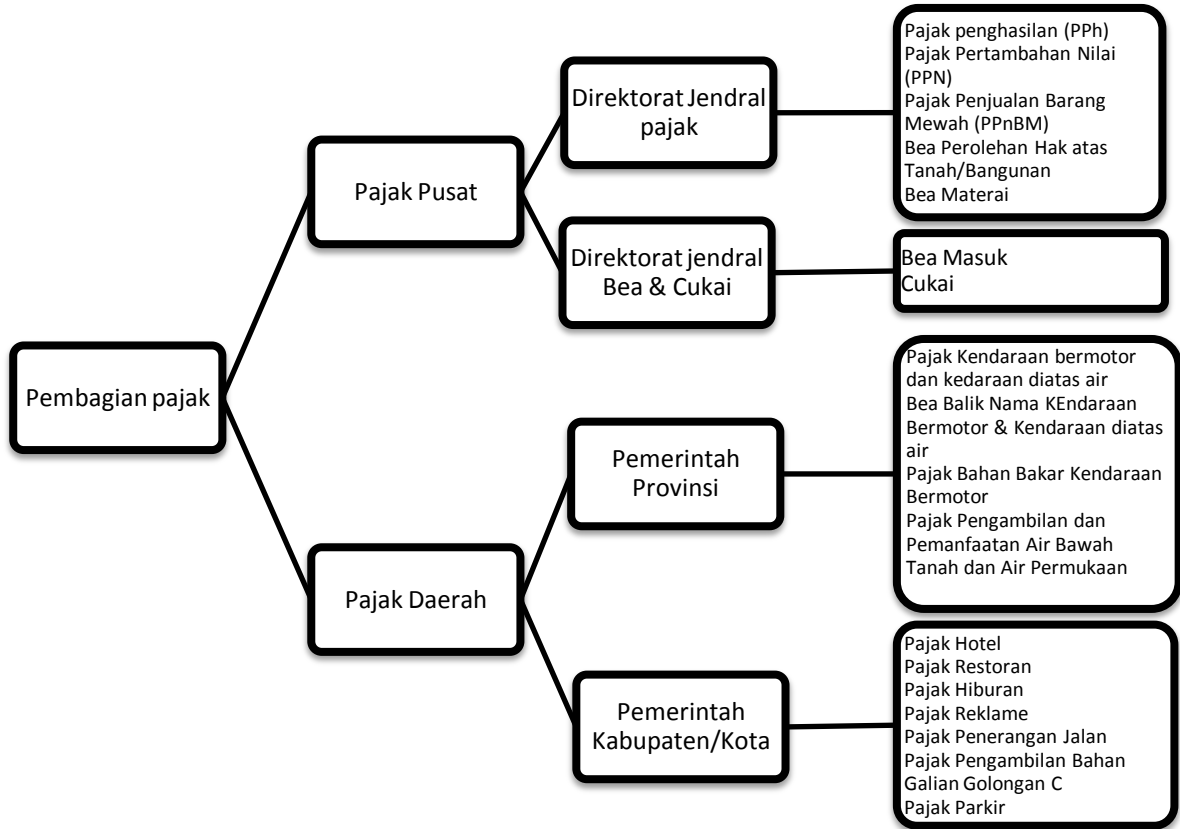 Pembagian pajak
Pajak Pusat
Direktorat Jendral
pajak
Pajak penghasilan (PPh)
Pajak Pertambahan Nilai
(PPN)
Pajak Penjualan Barang
Mewah (PPnBM)
Bea Perolehan Hak atas
Tanah/Bangunan
Bea Materai
Direktorat jendral
Bea & Cukai
Bea Masuk
Cukai
Pajak Daerah
Pemerintah
Provinsi
Pajak Kendaraan bermotor
dan kedaraan diatas air
Bea Balik Nama KEndaraan
Bermotor & Kendaraan diatas
air
Pajak Bahan Bakar Kendaraan
Bermotor
Pajak Pengambilan dan
Pemanfaatan Air Bawah
Tanah dan Air Permukaan
Pemerintah
Kabupaten/Kota
Pajak Hotel
Pajak Restoran
Pajak Hiburan
Pajak Reklame
Pajak Penerangan Jalan
Pajak Pengambilan Bahan
Galian Golongan C
Pajak Parkir